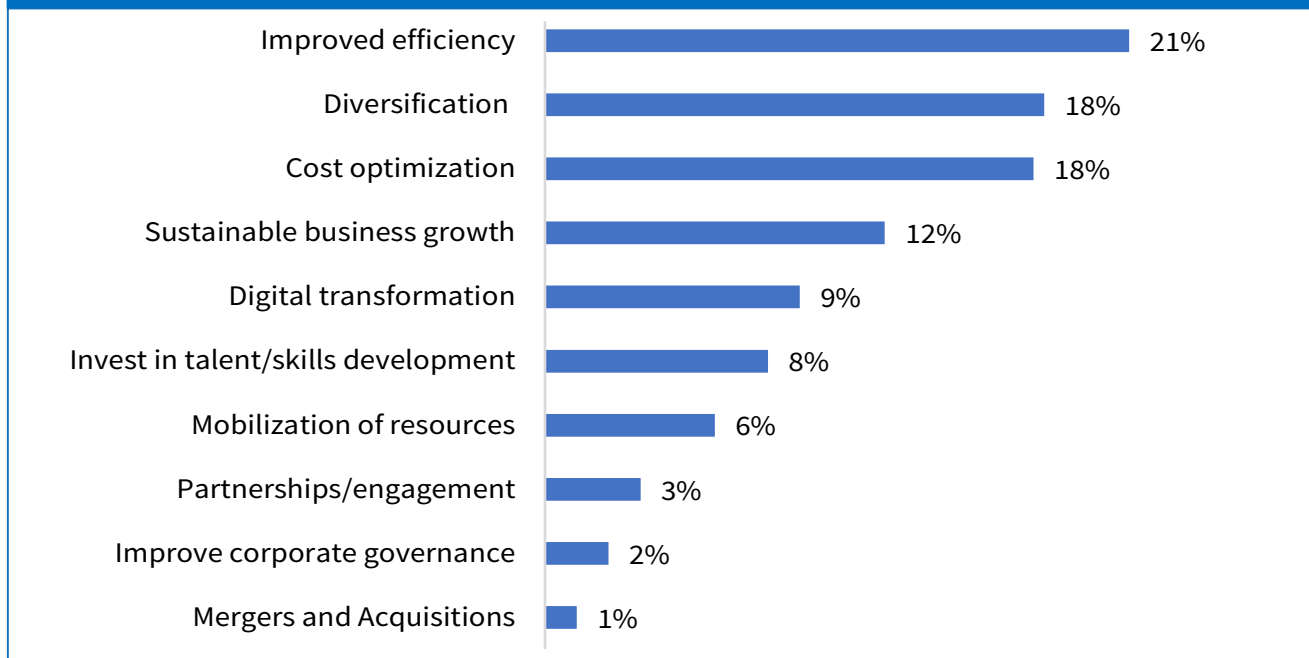 Improved efficiency 21%
Diversification 18%
Cost optimization 18%
Sustainable business growth 12%
Digital transformation 9%
Invest in talent/skills development 8%
Mobilization of resources 6%
Partnerships/engagement 3%
Improve corporate governance 2%
Mergers and Acquisitions 1%